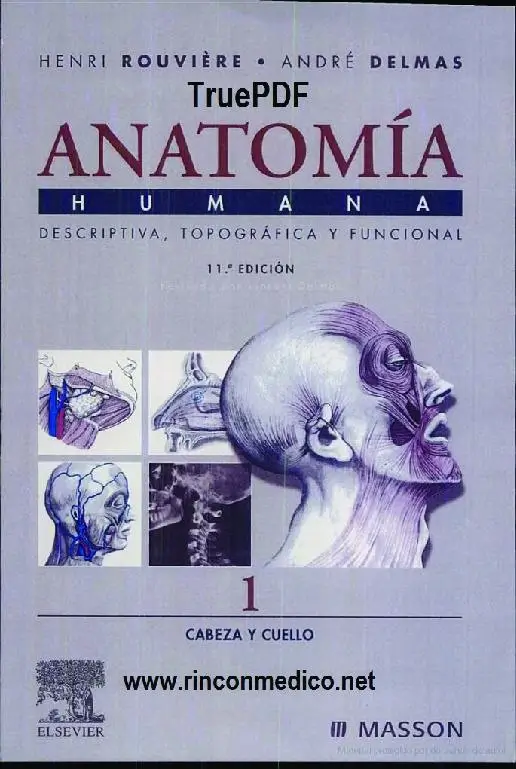 HENRI ROUVIÈRE • ANDRÉ DELMAS
TruePDF
ANATOMÍA
HUMANA
DESCRIPTIVA, TOPOGRÁFICA Y FUNCIONAL
11.ª EDICIÓN
1
CABEZA Y CUELLO
www.rinconmedico.net
ELSEVIER
MASSON